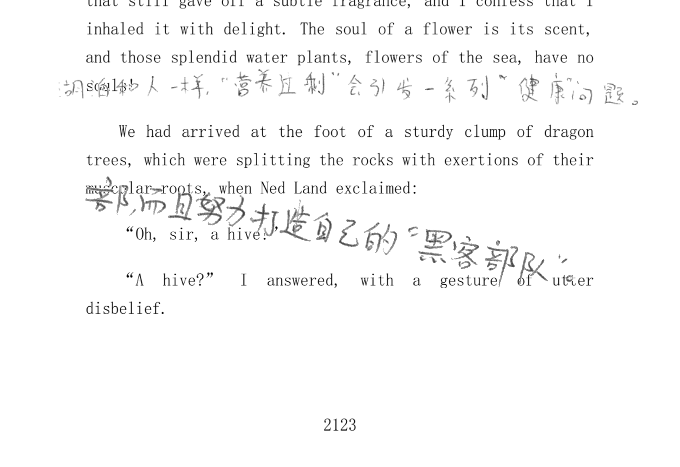 that still gave off a subtle fragrance, and I confess that I
inhaled it with delight. The soul of a flower is its scent,
and those splendid water plants, flowers of the sea, have no
souls!
人一样,“营养且剩”会引发一系列“健康”问题。
We had arrived at the foot of a sturdy clump of dragon
trees, which were splitting the rocks with exertions of their
muscular roots, when Ned Land exclaimed:
部,而且努力打造自己的“黑客部队”。
“Oh, sir, a hive!”
“A hive?” I answered, with a gesture of utter
disbelief.
2123